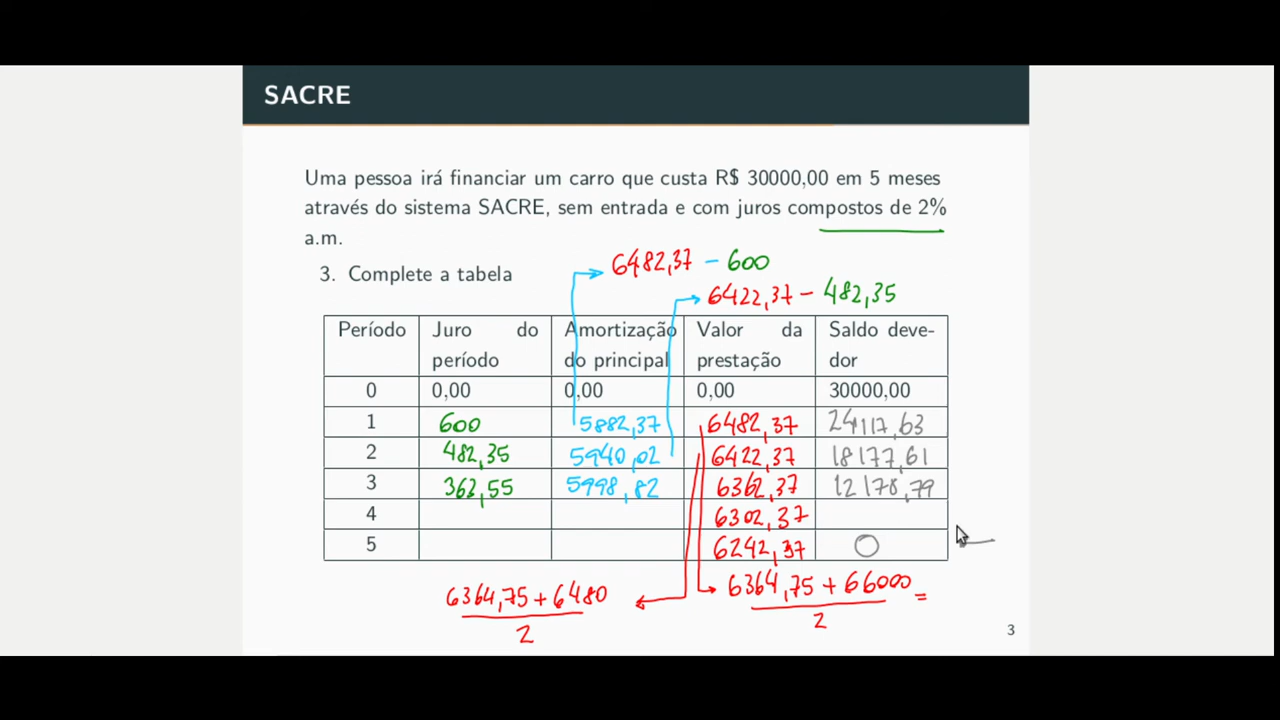 SACRE
Uma pessoa irá financiar um carro que custa R$ 30000,00 em 5 meses
através do sistema SACRE, sem entrada e com juros compostos de 2%
a.m.
6482,37 - 600
3. Complete a tabela
6422,37 - 482,35
Período Juro do período Amortização do principal Valor da prestação Saldo deve-dor
0 0,00 0,00 0,00 30000,00
1 600 5882,37 6482,37 24117,63
2 482,35 5940,02 6422,37 18177,61
3 363,55 5998,82 6362,37 12178,79
4 6302,37
5 6242,37 0
6364,75 + 6480 / 2
6364,75 + 66000 / 2 =
3